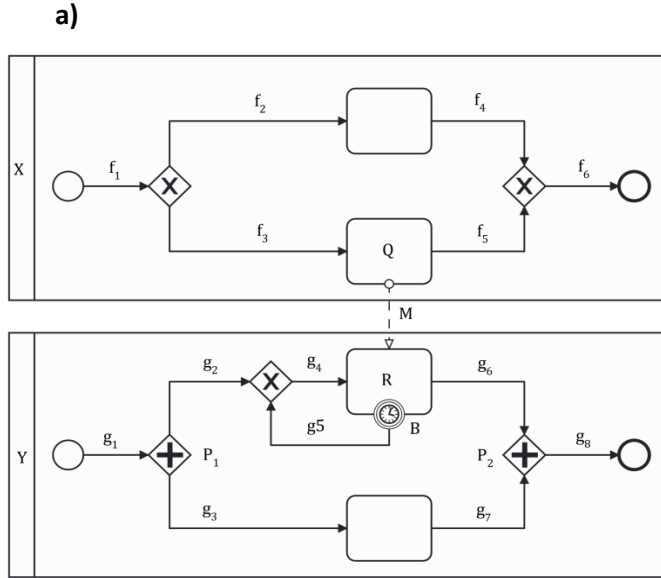 a)
f₂ f₄
X f₁ f₆
f₃ Q f₅
M
g₂ g₄ R g₆
g5 B
Y g₁ P₁ P₂ g₈
g₃ g₇